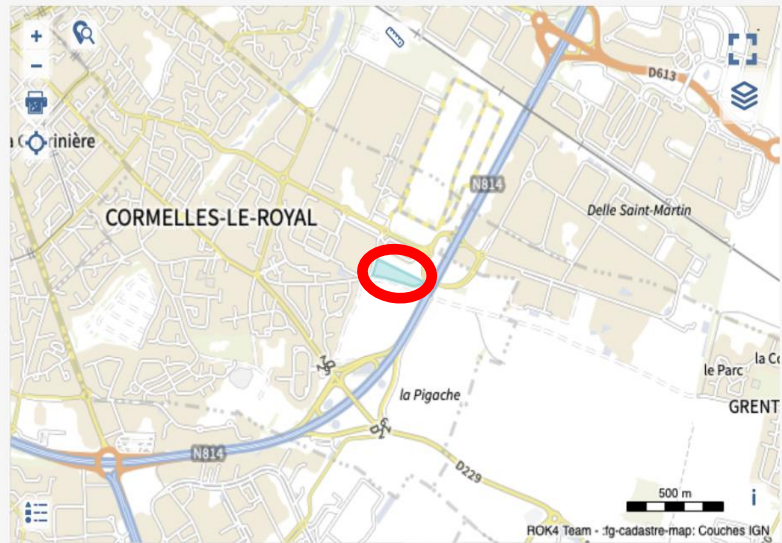 D613
rinière
N814
CORMELLES-LE-ROYAL
Delle Saint-Martin
la C
le Parc
la Pigache
GRENT
N814
D229
500 m
ROK4 Team - :fg-cadastre-map: Couches IGN